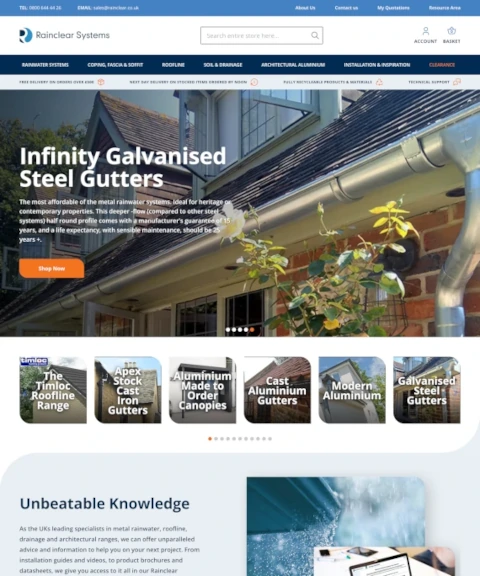 TEL: 0800 644 44 26 EMAIL: sales@rainclear.co.uk About Us Contact us My Quotations Resource Area
Rainclear Systems Search entire store here... ACCOUNT BASKET
RAINWATER SYSTEMS COPING, FASCIA & SOFFIT ROOFLINE SOIL & DRAINAGE ARCHITECTURAL ALUMINIUM INSTALLATION & INSPIRATION CLEARANCE
FREE DELIVERY ON ORDERS OVER NEXT DAY DELIVERY ON STOCKED ITEMS ORDERED BY NOON FULLY RECYCLABLE PRODUCTS & MATERIALS TECHNICAL SUPPORT
Infinity Galvanised
Steel Gutters
The most affordable of the metal rainwater systems. Ideal for heritage or
contemporary properties. This deeper -flow (compared to other steel
systems) half round profile comes with a manufacturer's guarantee of 15
years, and a life expectancy, with sensible maintenance, should be 25
years +.
Shop Now
timloc
The
Timloc
Roofline
Range
Apex
Stock
Cast
Iron
Gutters
Aluminium
Made to
Order
Canopies
Cast
Aluminium
Gutters
Modern
Aluminium
Galvanised
Steel
Gutters
Unbeatable Knowledge
As the UKs leading specialists in metal rainwater, roofline,
drainage and architectural ranges, we can offer unparalleled
advice and information to help you on your next project. From
installation guides and videos, to product brochures and
datasheets, we give you access to it all in our Rainclear